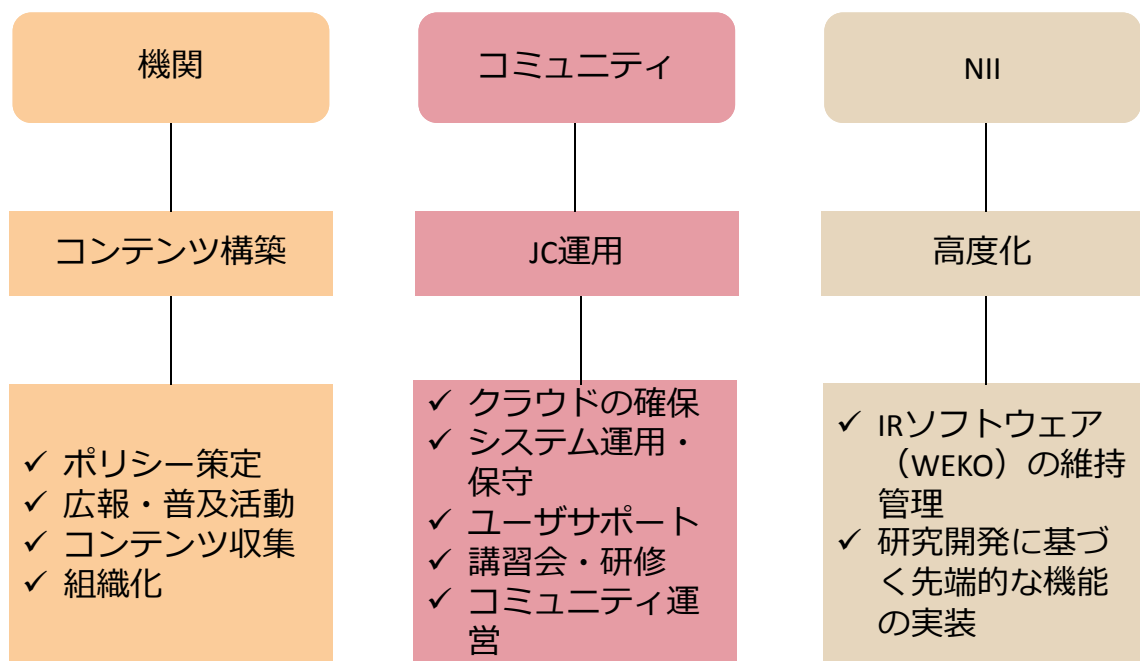 機関
コミュニティ
NII
コンテンツ構築
JC運用
高度化
✓ ポリシー策定
✓ 広報・普及活動
✓ コンテンツ収集
✓ 組織化
✓ クラウドの確保
✓ システム運用・
保守
✓ ユーザサポート
✓ 講習会・研修
✓ コミュニティ運
営
✓ IRソフトウェア
（WEKO）の維持
管理
✓ 研究開発に基づ
く先端的な機能
の実装